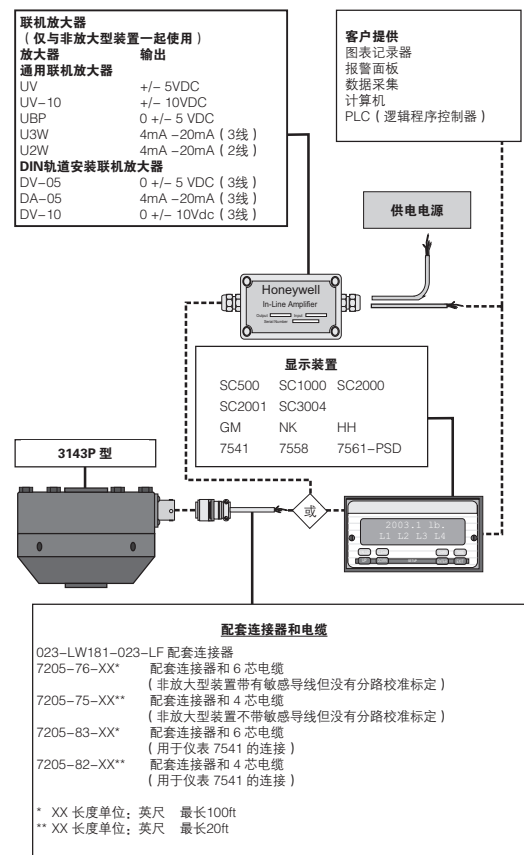 联机放大器
（仅与非放大型装置一起使用）
放大器 输出
通用联机放大器
UV +/– 5VDC
UV–10 +/– 10VDC
UBP 0 +/– 5 VDC
U3W 4mA –20mA（3线）
U2W 4mA –20mA（2线）
DIN轨道安装联机放大器
DV–05 0 +/– 5 VDC（3线）
DA–05 4mA –20mA（3线）
DV–10 0 +/– 10Vdc（3线）
客户提供
图表记录器
报警面板
数据采集
计算机
PLC（逻辑程序控制器）
供电电源
Honeywell
In-Line Amplifier
Output Input
Serial Number
显示装置
SC500 SC1000 SC2000
SC2001 SC3004
GM NK HH
7541 7558 7561–PSD
3143P 型
或
2003.1 lb.
L1 L2 L3 L4
配套连接器和电缆
023–LW181–023–LF 配套连接器
7205–76–XX* 配套连接器和 6 芯电缆
（非放大型装置带有敏感导线但没有分路校准标定）
7205–75–XX** 配套连接器和 4 芯电缆
（非放大型装置不带敏感导线但没有分路校准标定）
7205–83–XX* 配套连接器和 6 芯电缆
（用于仪表 7541 的连接）
7205–82–XX** 配套连接器和 4 芯电缆
（用于仪表 7541 的连接）
* XX 长度单位：英尺 最长100ft
** XX 长度单位：英尺 最长20ft